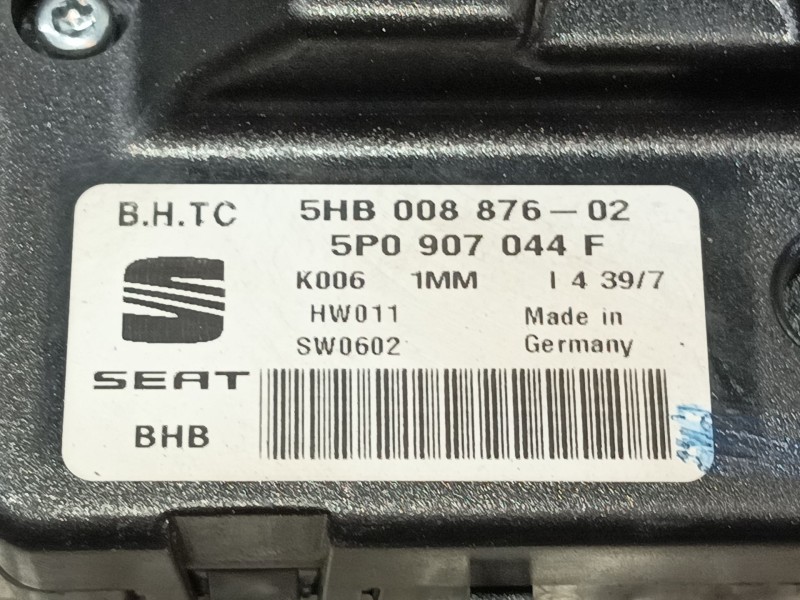 B.H.TC 5HB 008 876-02
5P0 907 044 F
K006 1MM I 4 39/7
HW011 Made in
SW0602 Germany
SEAT
BHB